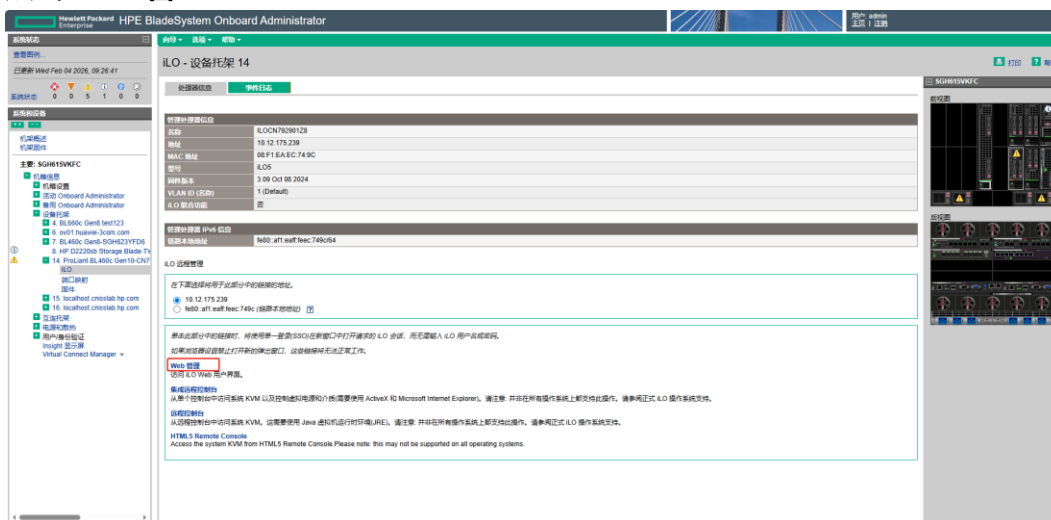 Hewlett Packard Enterprise HPE BladeSystem Onboard Administrator
用户: admin
主页 | 注销
系统状态
向导 选项 帮助
查看图例...
已更新 Wed Feb 04 2026, 09:26:41
系统状态 0 0 5 1 0 0
系统和设备
机架概述
机架固件
主要: SGH615VKFC
机箱信息
机箱设置
活动 Onboard Administrator
备用 Onboard Administrator
设备托架
4. BL660c Gen8 test123
6. ov01.huawei-3com.com
7. BL460c Gen8-SGH623YFD6
8. HP D2220sb Storage Blade-TV
14. ProLiant BL460c Gen10-CN7
iLO
端口映射
固件
15. localhost.cnisslab.hp.com
16. localhost.cnisslab.hp.com
互连托架
电源和散热
用户/身份验证
Insight 显示屏
Virtual Connect Manager
iLO - 设备托架 14
打印
处理器信息 事件日志
管理处理器信息
名称 ILOCN792901Z8
地址 10.12.175.239
MAC 地址 08:F1:EA:EC:74:9C
型号 iLO5
固件版本 3.09 Oct 08 2024
VLAN ID (名称) 1 (Default)
iLO 联合功能 否
管理处理器 IPv6 信息
链路本地地址 fe80::af1:eaff:feec:749c/64
iLO 远程管理
在下面选择将用于此部分中的链接的地址。
10.12.175.239
fe80::af1:eaff:feec:749c (链路本地地址)
单击此部分中的链接时，将使用单一登录(SSO)在新窗口中打开请求的 iLO 会话，而无需输入 iLO 用户名或密码。
如果浏览器设置禁止打开新的弹出窗口，这些链接将无法正常工作。
Web 管理
访问 iLO Web 用户界面。
集成远程控制台
从单个控制台中访问系统 KVM 以及控制虚拟电源和介质(需要使用 ActiveX 和 Microsoft Internet Explorer)。请注意: 并非在所有操作系统上都支持此操作。请参阅正式 iLO 操作系统支持。
远程控制台
从远程控制台中访问系统 KVM。这需要使用 Java 虚拟机运行时环境(JRE)。请注意: 并非在所有操作系统上都支持此操作。请参阅正式 iLO 操作系统支持。
HTML5 Remote Console
Access the system KVM from HTML5 Remote Console.Please note: this may not be supported on all operating systems.
SGH615VKFC
前视图
后视图